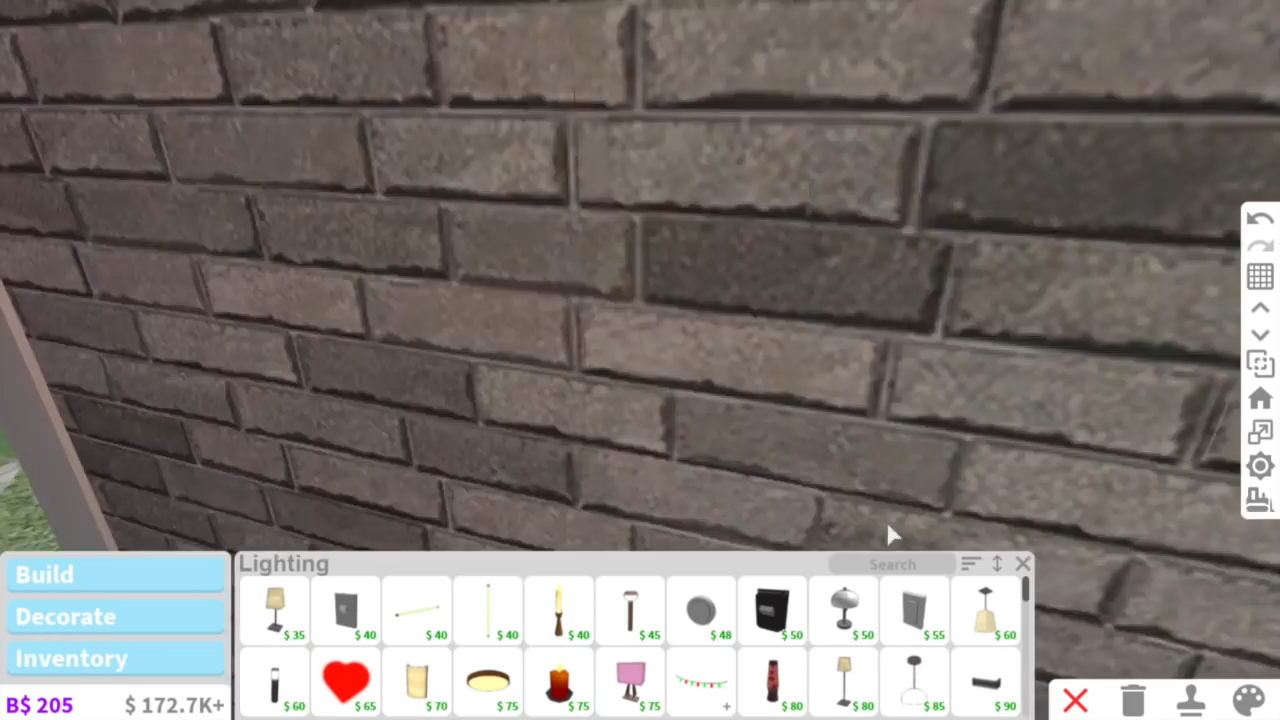 Build
Decorate
Inventory
B$ 205 $ 172.7K+
Lighting
Search
$ 35 $ 40 $ 40 $ 40 $ 40 $ 45 $ 48 $ 50 $ 50 $ 55 $ 60
$ 60 $ 65 $ 70 $ 75 $ 75 $ 75 + $ 80 $ 80 $ 85 $ 90